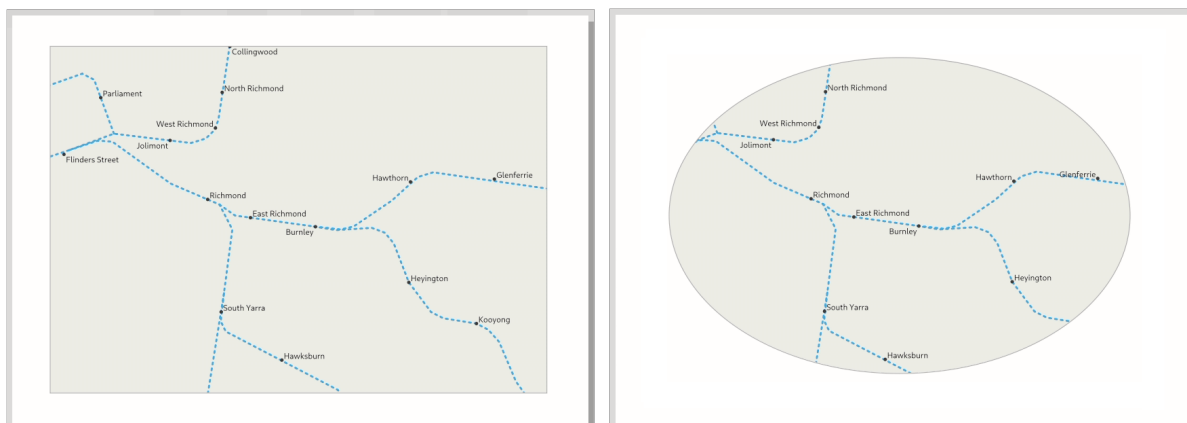 Collingwood
Parliament
North Richmond
West Richmond
Jolimont
Flinders Street
Hawthorn
Glenferrie
Richmond
East Richmond
Burnley
Heyington
South Yarra
Kooyong
Hawksburn
North Richmond
West Richmond
Jolimont
Hawthorn
Glenferrie
Richmond
East Richmond
Burnley
Heyington
South Yarra
Hawksburn